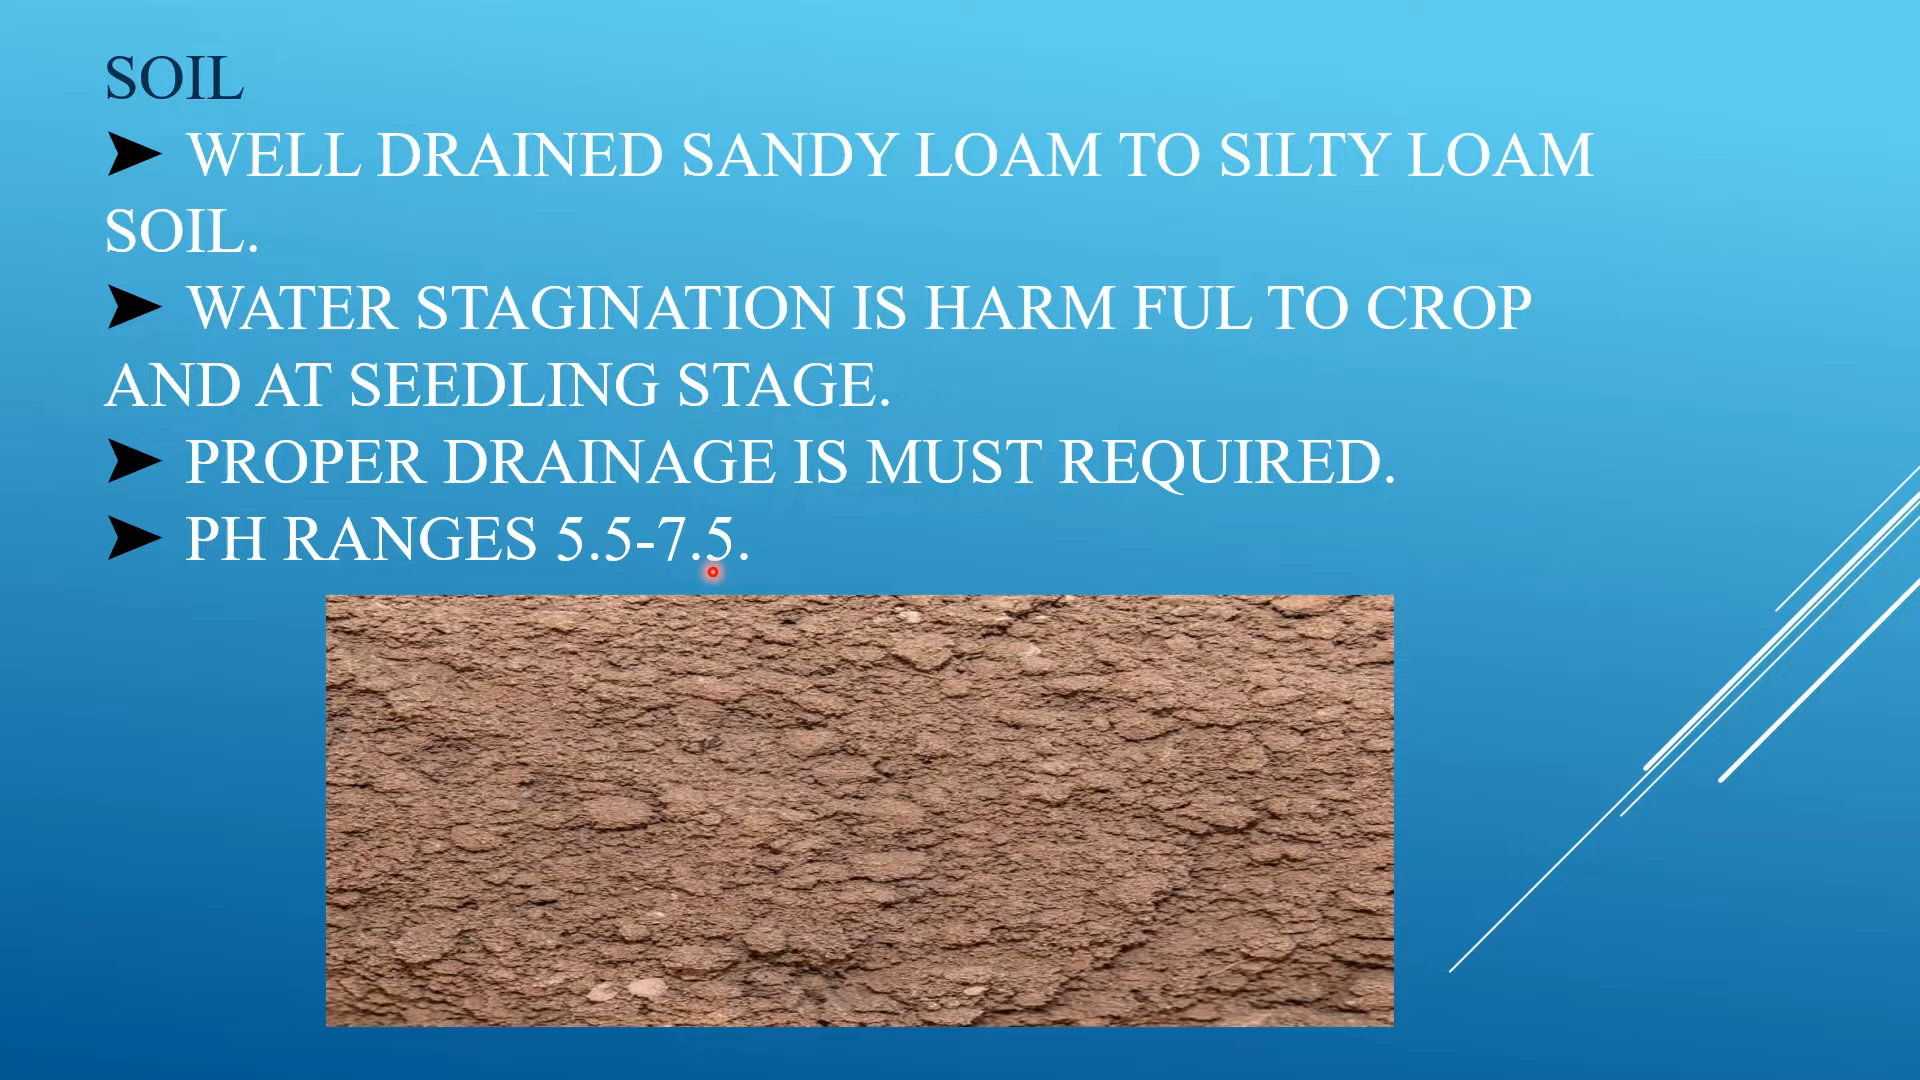 SOIL
➤ WELL DRAINED SANDY LOAM TO SILTY LOAM
SOIL.
➤ WATER STAGINATION IS HARM FUL TO CROP
AND AT SEEDLING STAGE.
➤ PROPER DRAINAGE IS MUST REQUIRED.
➤ PH RANGES 5.5-7.5.